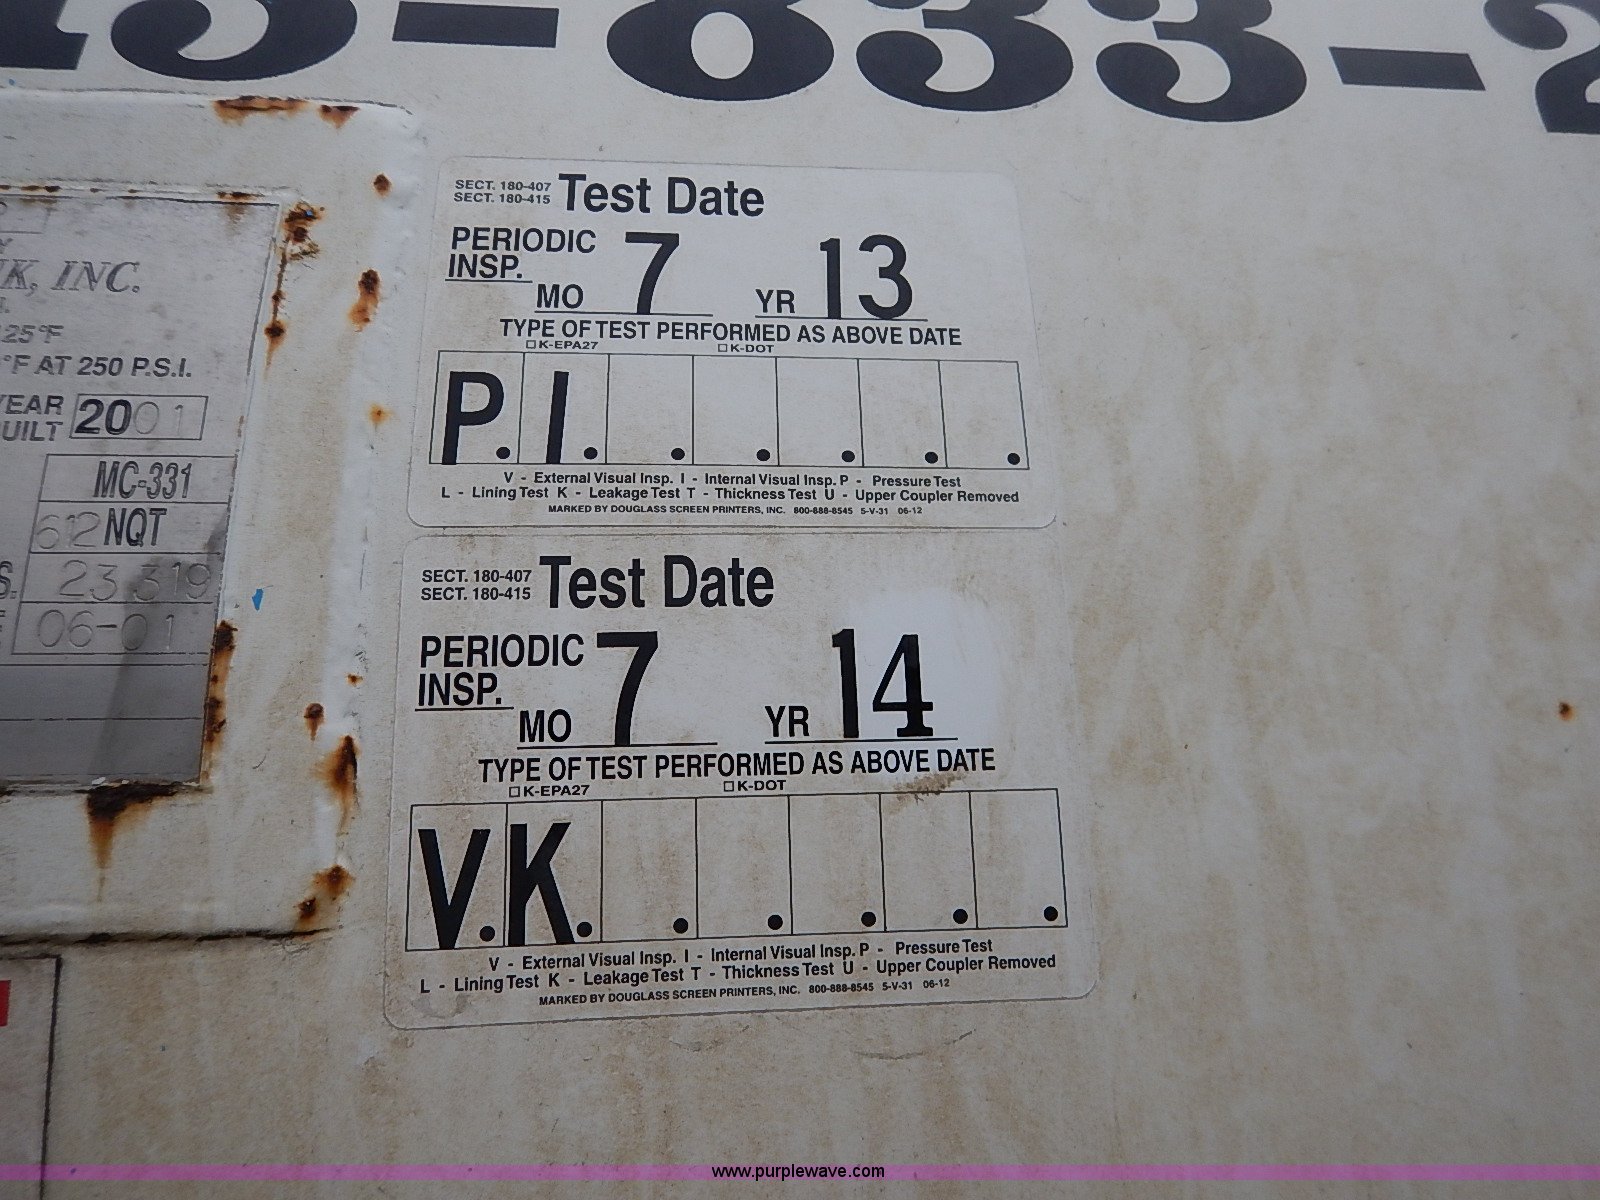 5-833-2
K, INC.
25°F
°F AT 250 P.S.I.
YEAR 2001
BUILT
MC-331
612 NQT
S. 23,319
06-01
SECT. 180-407
SECT. 180-415
Test Date
PERIODIC
INSP.
MO 7 YR 13
TYPE OF TEST PERFORMED AS ABOVE DATE
☐ K-EPA27 ☐ K-DOT
P. I. . . . . .
V - External Visual Insp. I - Internal Visual Insp. P - Pressure Test
L - Lining Test K - Leakage Test T - Thickness Test U - Upper Coupler Removed
MARKED BY DOUGLASS SCREEN PRINTERS, INC. 800-888-8545 5-V-31 06-12
SECT. 180-407
SECT. 180-415
Test Date
PERIODIC
INSP.
MO 7 YR 14
TYPE OF TEST PERFORMED AS ABOVE DATE
☐ K-EPA27 ☐ K-DOT
V. K. . . . . .
V - External Visual Insp. I - Internal Visual Insp. P - Pressure Test
L - Lining Test K - Leakage Test T - Thickness Test U - Upper Coupler Removed
MARKED BY DOUGLASS SCREEN PRINTERS, INC. 800-888-8545 5-V-31 06-12
www.purplewave.com